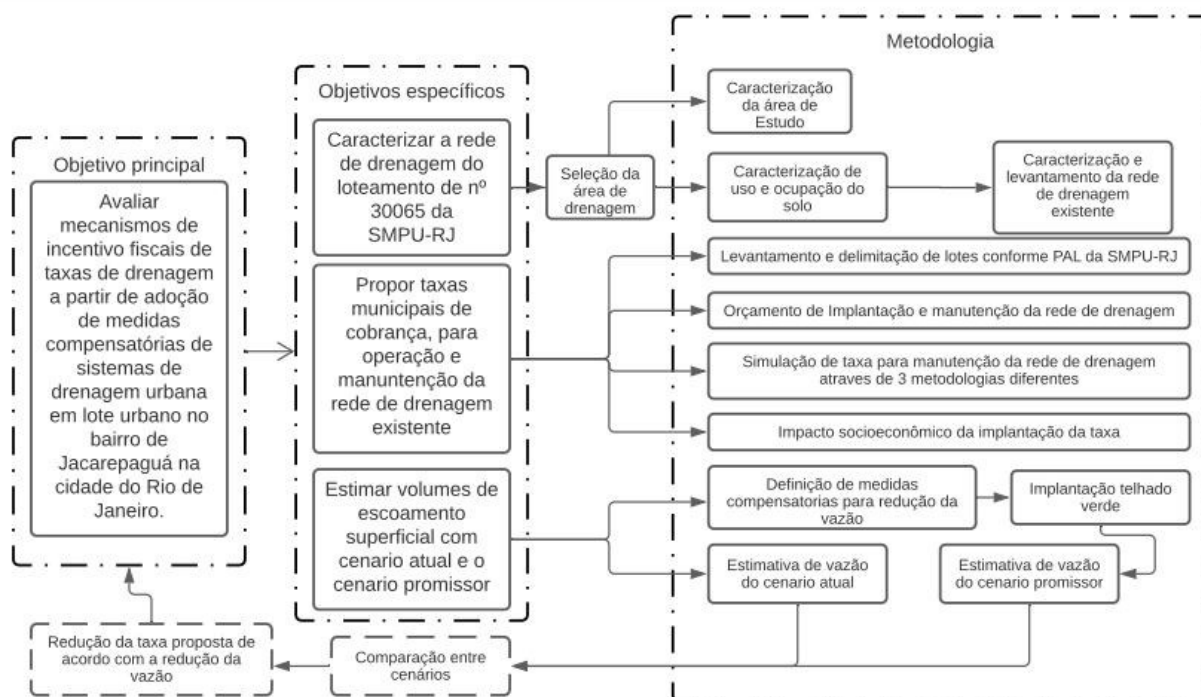 Objetivo principal
Avaliar
mecanismos de
incentivo fiscais de
taxas de drenagem
a partir de adoção
de medidas
compensatórias de
sistemas de
drenagem urbana
em lote urbano no
bairro de
Jacarepaguá na
cidade do Rio de
Janeiro.
Objetivos específicos
Caracterizar a rede
de drenagem do
loteamento de nº
30065 da
SMPU-RJ
Propor taxas
municipais de
cobrança, para
operação e
manuntenção da
rede de drenagem
existente
Estimar volumes de
escoamento
superficial com
cenario atual e o
cenario promissor
Seleção da
área de
drenagem
Metodologia
Caracterização
da área de
Estudo
Caracterização de
uso e ocupação do
solo
Caracterização e
levantamento da rede
de drenagem
existente
Levantamento e delimitação de lotes conforme PAL da SMPU-RJ
Orçamento de Implantação e manutenção da rede de drenagem
Simulação de taxa para manutenção da rede de drenagem
atraves de 3 metodologias diferentes
Impacto socioeconômico da implantação da taxa
Definição de medidas
compensatorias para redução da
vazão
Implantação telhado
verde
Estimativa de vazão
do cenario atual
Estimativa de vazão
do cenario promissor
Comparação entre
cenários
Redução da taxa proposta de
acordo com a redução da
vazão